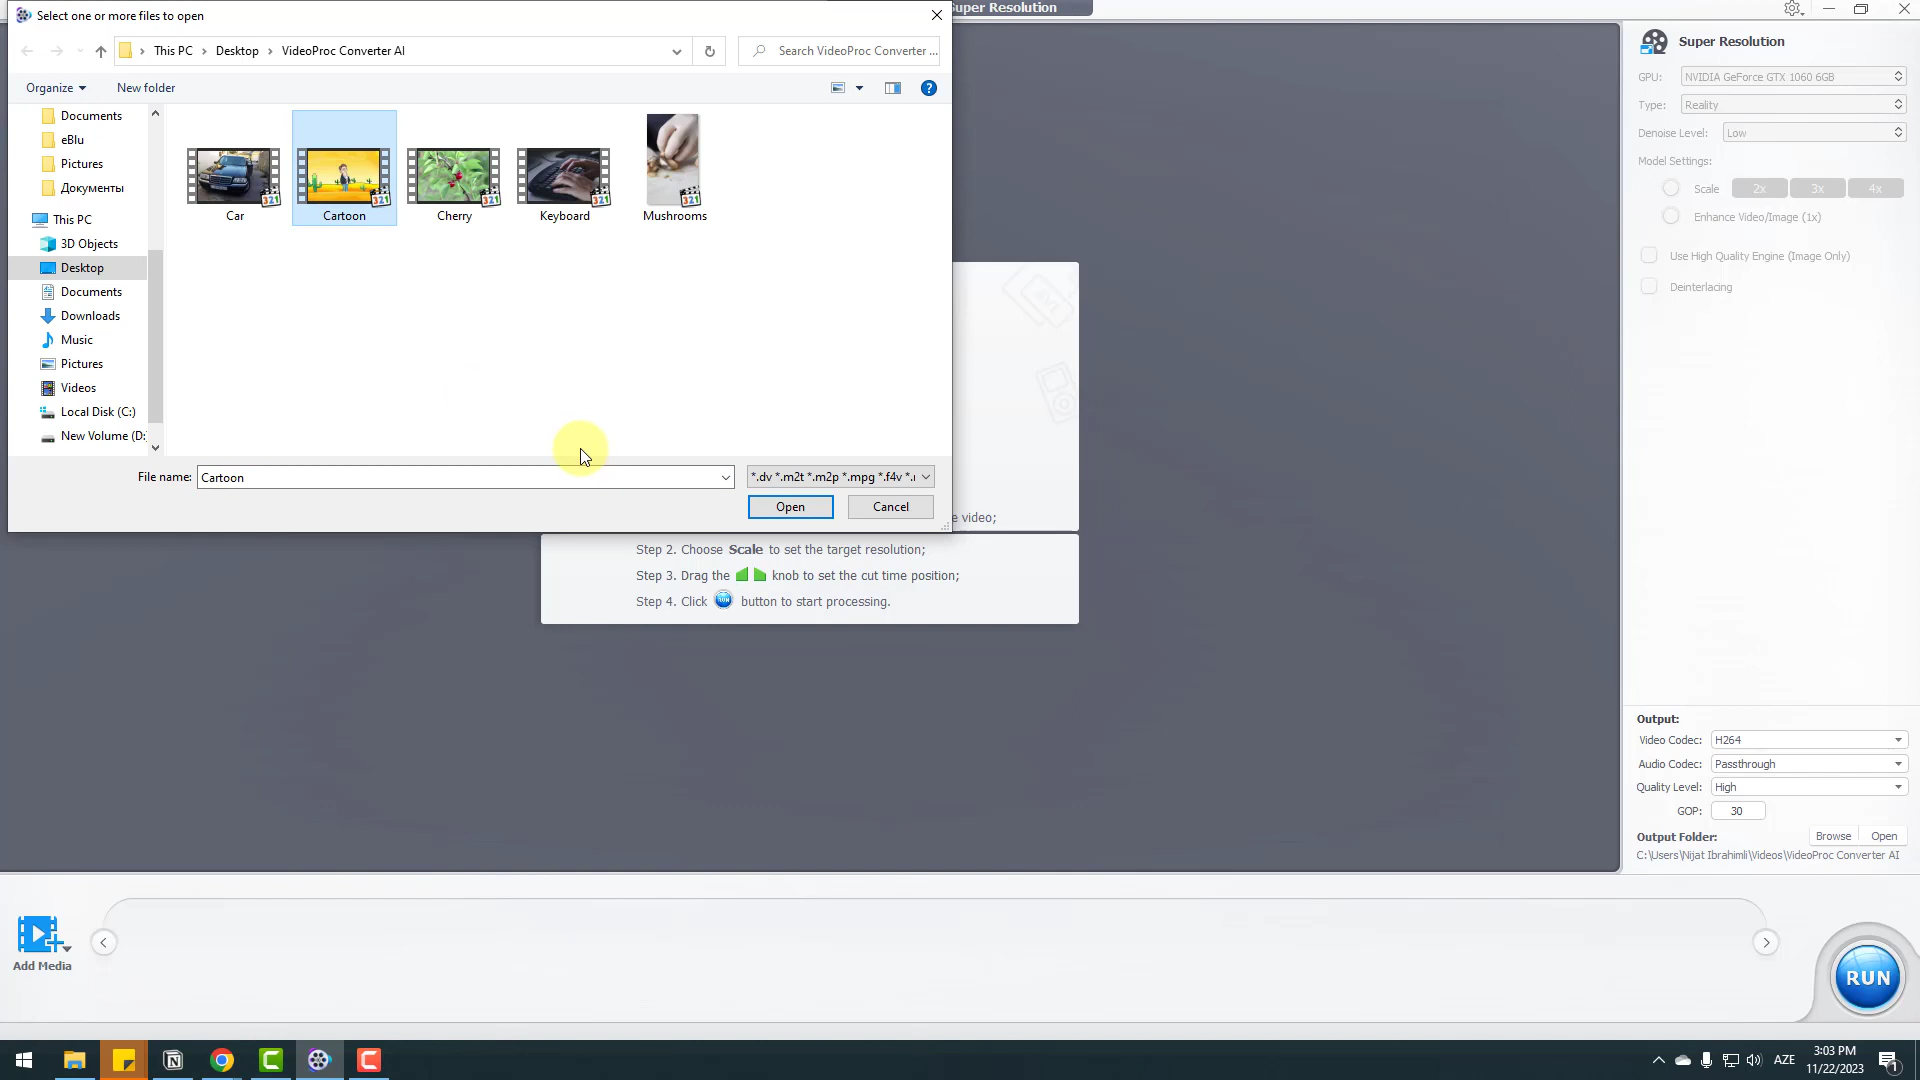 Select one or more files to open
Super Resolution
This PC > Desktop > VideoProc Converter AI
Search VideoProc Converter ...
Organize
New folder
Documents
eBlu
Pictures
Документы
This PC
3D Objects
Desktop
Documents
Downloads
Music
Pictures
Videos
Local Disk (C:)
New Volume (D:
Car
Cartoon
Cherry
Keyboard
Mushrooms
File name: Cartoon
*.dv *.m2t *.m2p *.mpg *.f4v *.r
Open
Cancel
e video;
Step 2. Choose Scale to set the target resolution;
Step 3. Drag the knob to set the cut time position;
Step 4. Click RUN button to start processing.
Super Resolution
GPU: NVIDIA GeForce GTX 1060 6GB
Type: Reality
Denoise Level: Low
Model Settings:
Scale 2x 3x 4x
Enhance Video/Image (1x)
Use High Quality Engine (Image Only)
Deinterlacing
Output:
Video Codec: H264
Audio Codec: Passthrough
Quality Level: High
GOP: 30
Output Folder: Browse Open
C:\Users\Nijat Ibrahimli\Videos\VideoProc Converter AI
Add Media
RUN
AZE
3:03 PM
11/22/2023
1